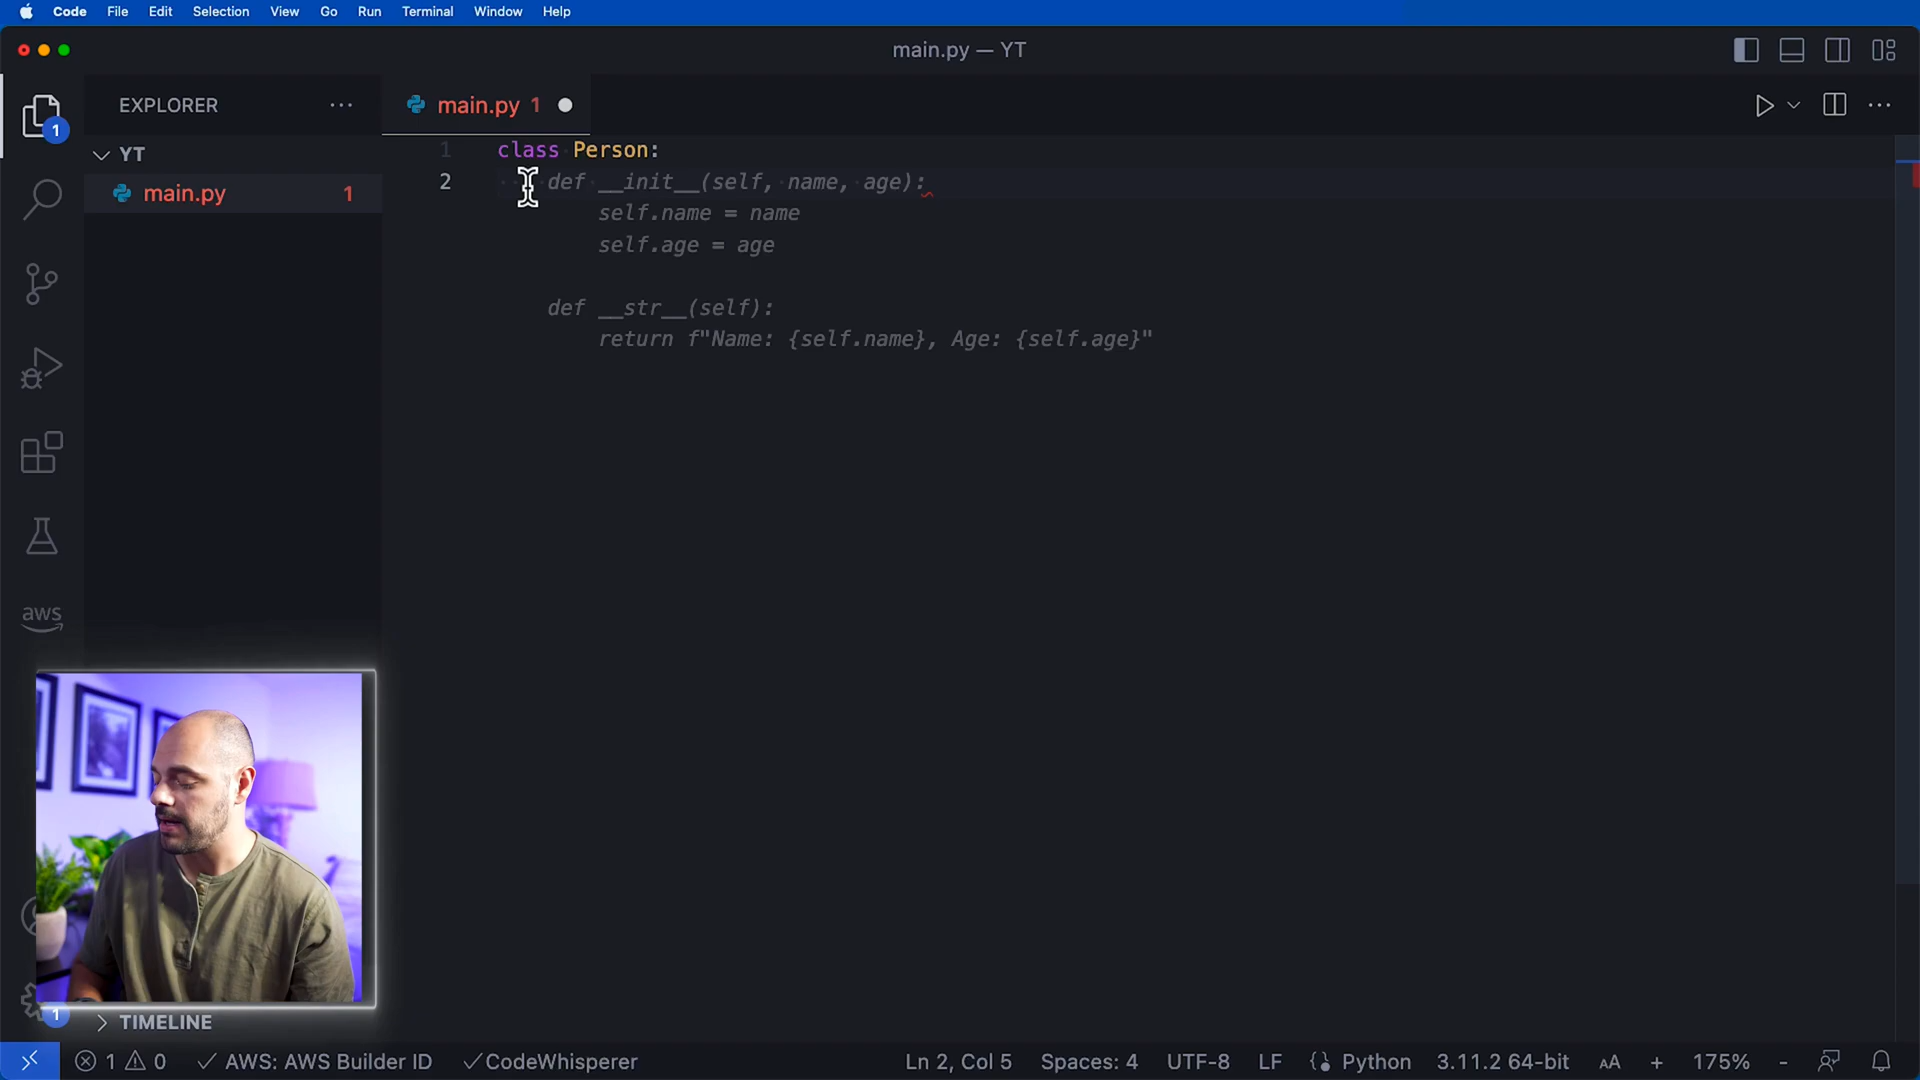 Code File Edit Selection View Go Run Terminal Window Help
main.py — YT
EXPLORER ···
main.py 1
YT
main.py 1
1 class Person:
2 def __init__(self, name, age):
self.name = name
self.age = age
def __str__(self):
return f"Name: {self.name}, Age: {self.age}"
1
aws
1
TIMELINE
1 0 AWS: AWS Builder ID CodeWhisperer Ln 2, Col 5 Spaces: 4 UTF-8 LF Python 3.11.2 64-bit AA + 175% -